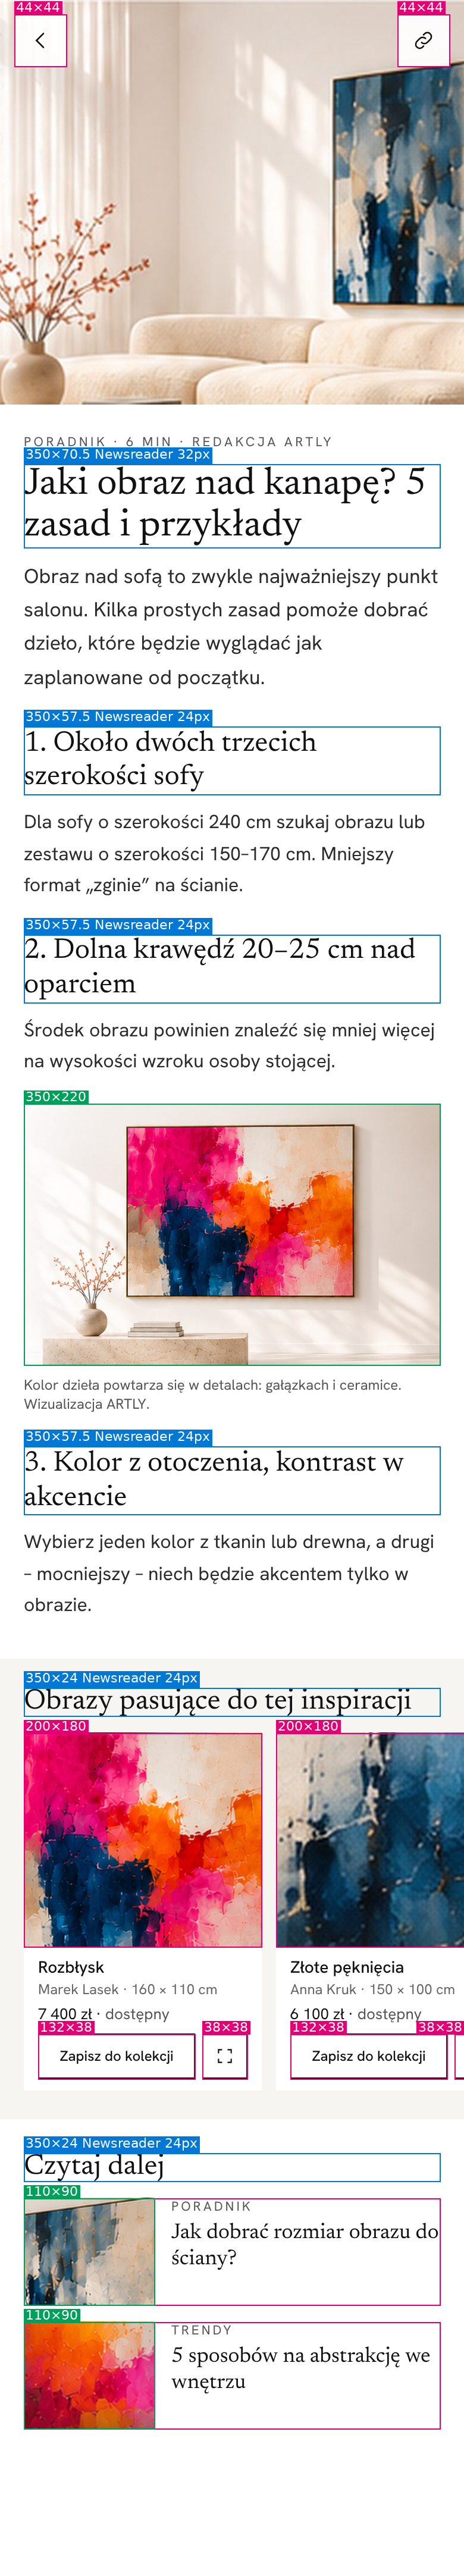 44×44
44×44
PORADNIK · 6 MIN · REDAKCJA ARTLY
350×70.5 Newsreader 32px
Jaki obraz nad kanapę? 5
zasad i przykłady
Obraz nad sofą to zwykle najważniejszy punkt
salonu. Kilka prostych zasad pomoże dobrać
dzieło, które będzie wyglądać jak
zaplanowane od początku.
350×57.5 Newsreader 24px
1. Około dwóch trzecich
szerokości sofy
Dla sofy o szerokości 240 cm szukaj obrazu lub
zestawu o szerokości 150–170 cm. Mniejszy
format „zginie” na ścianie.
350×57.5 Newsreader 24px
2. Dolna krawędź 20–25 cm nad
oparciem
Środek obrazu powinien znaleźć się mniej więcej
na wysokości wzroku osoby stojącej.
350×220
Kolor dzieła powtarza się w detalach: gałązkach i ceramice.
Wizualizacja ARTLY.
350×57.5 Newsreader 24px
3. Kolor z otoczenia, kontrast w
akcencie
Wybierz jeden kolor z tkanin lub drewna, a drugi
– mocniejszy – niech będzie akcentem tylko w
obrazie.
350×24 Newsreader 24px
Obrazy pasujące do tej inspiracji
200×180
200×180
Rozbłysk
Marek Lasek · 160 × 110 cm
7 400 zł · dostępny
132×38
38×38
Zapisz do kolekcji
Złote pęknięcia
Anna Kruk · 150 × 100 cm
6 100 zł · dostępny
132×38
38×38
Zapisz do kolekcji
350×24 Newsreader 24px
Czytaj dalej
110×90
PORADNIK
Jak dobrać rozmiar obrazu do
ściany?
110×90
TRENDY
5 sposobów na abstrakcję we
wnętrzu